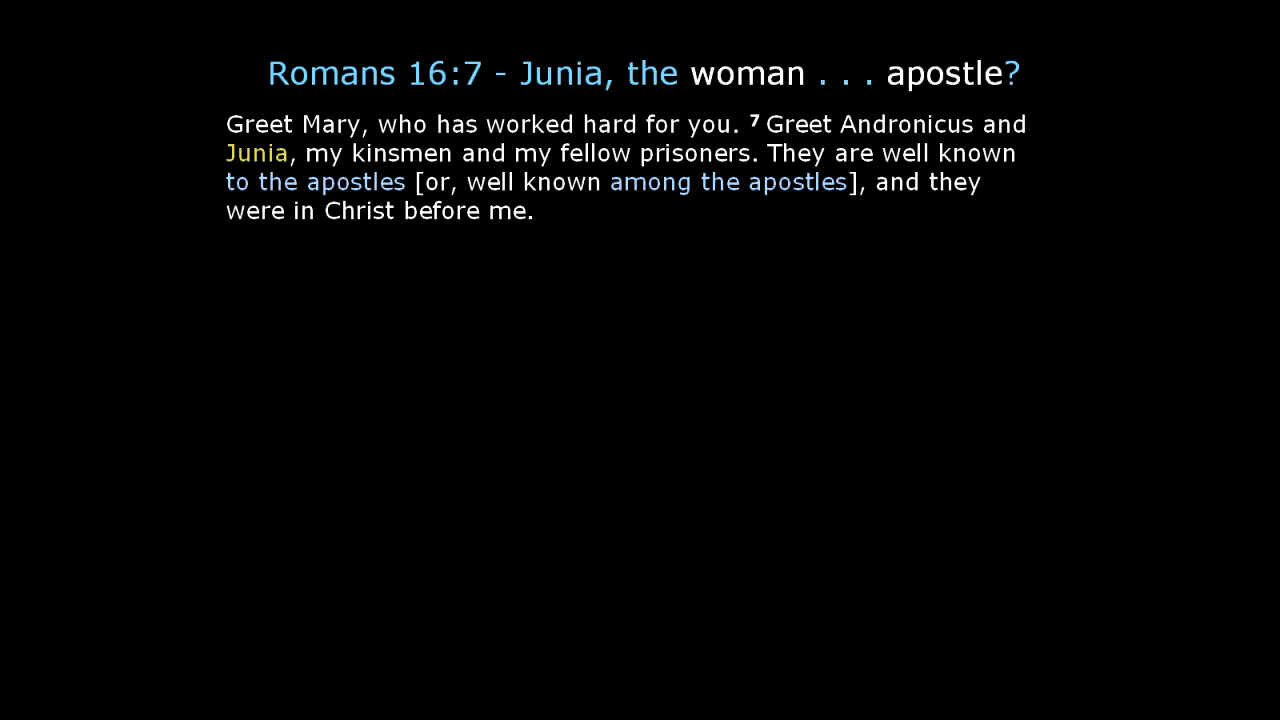 Romans 16:7 - Junia, the woman . . . apostle?
Greet Mary, who has worked hard for you. 7 Greet Andronicus and
Junia, my kinsmen and my fellow prisoners. They are well known
to the apostles [or, well known among the apostles], and they
were in Christ before me.